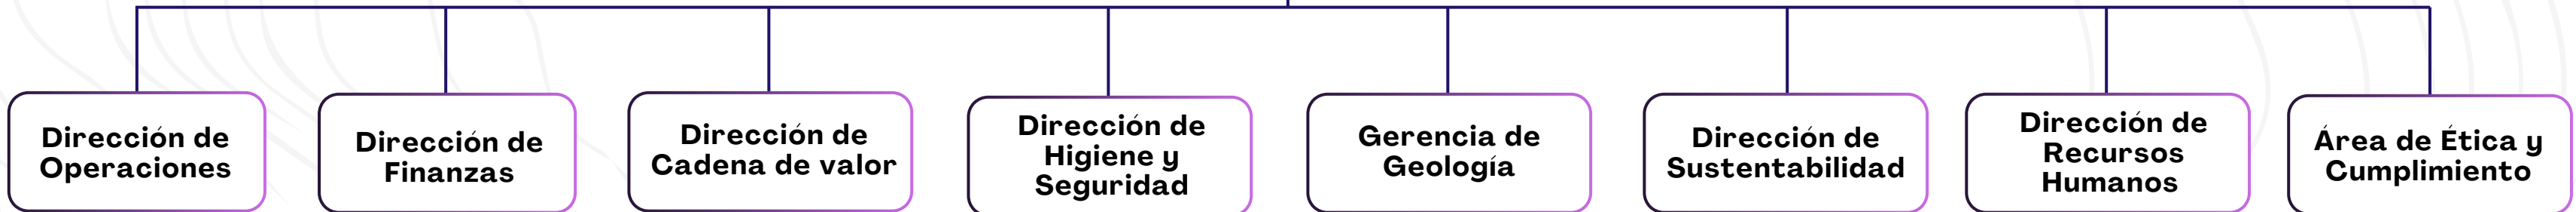 Dirección de
Operaciones
Dirección de
Finanzas
Dirección de
Cadena de valor
Dirección de
Higiene y
Seguridad
Gerencia de
Geología
Dirección de
Sustentabilidad
Dirección de
Recursos
Humanos
Área de Ética y
Cumplimiento